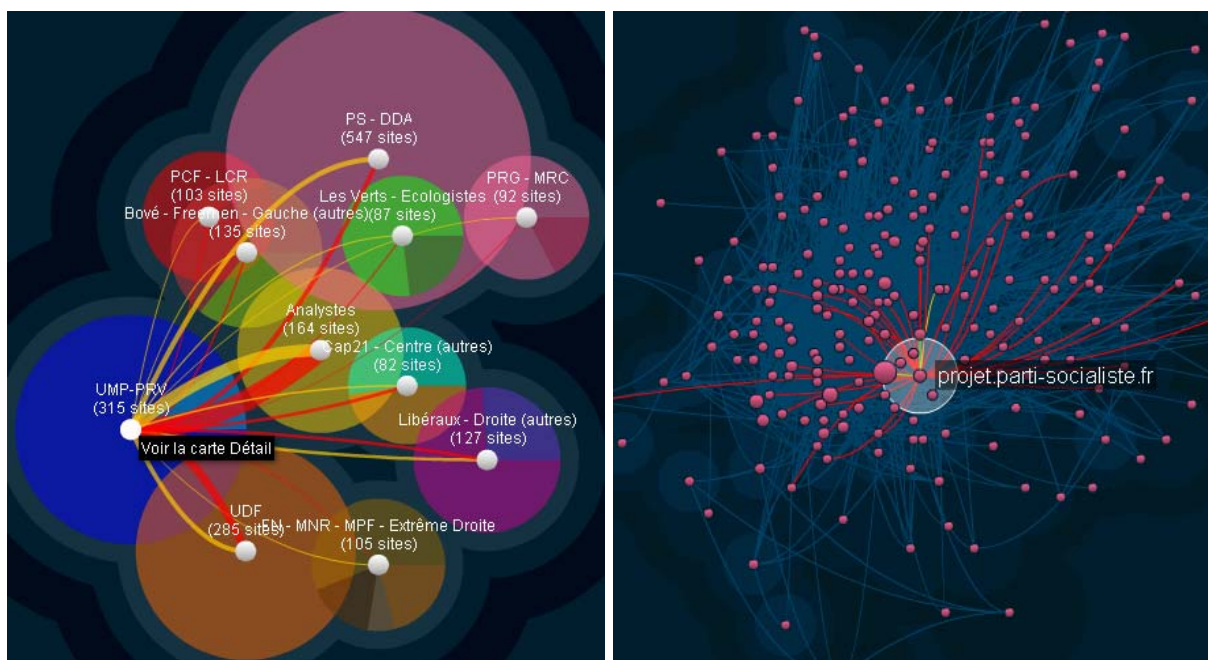 PS - DDA
(547 sites)
PCF - LCR
(103 sites)
Les Verts - Ecologistes
(87 sites)
PRG - MRC
(92 sites)
Bové - Freemen - Gauche (autres)
(135 sites)
Analystes
(164 sites)
Cap21 - Centre (autres)
(82 sites)
UMP-PRV
(315 sites)
Voir la carte Détail
Libéraux - Droite (autres)
(127 sites)
UDF
(285 sites)
FN - MNR - MPF - Extrême Droite
(105 sites)
projet.parti-socialiste.fr